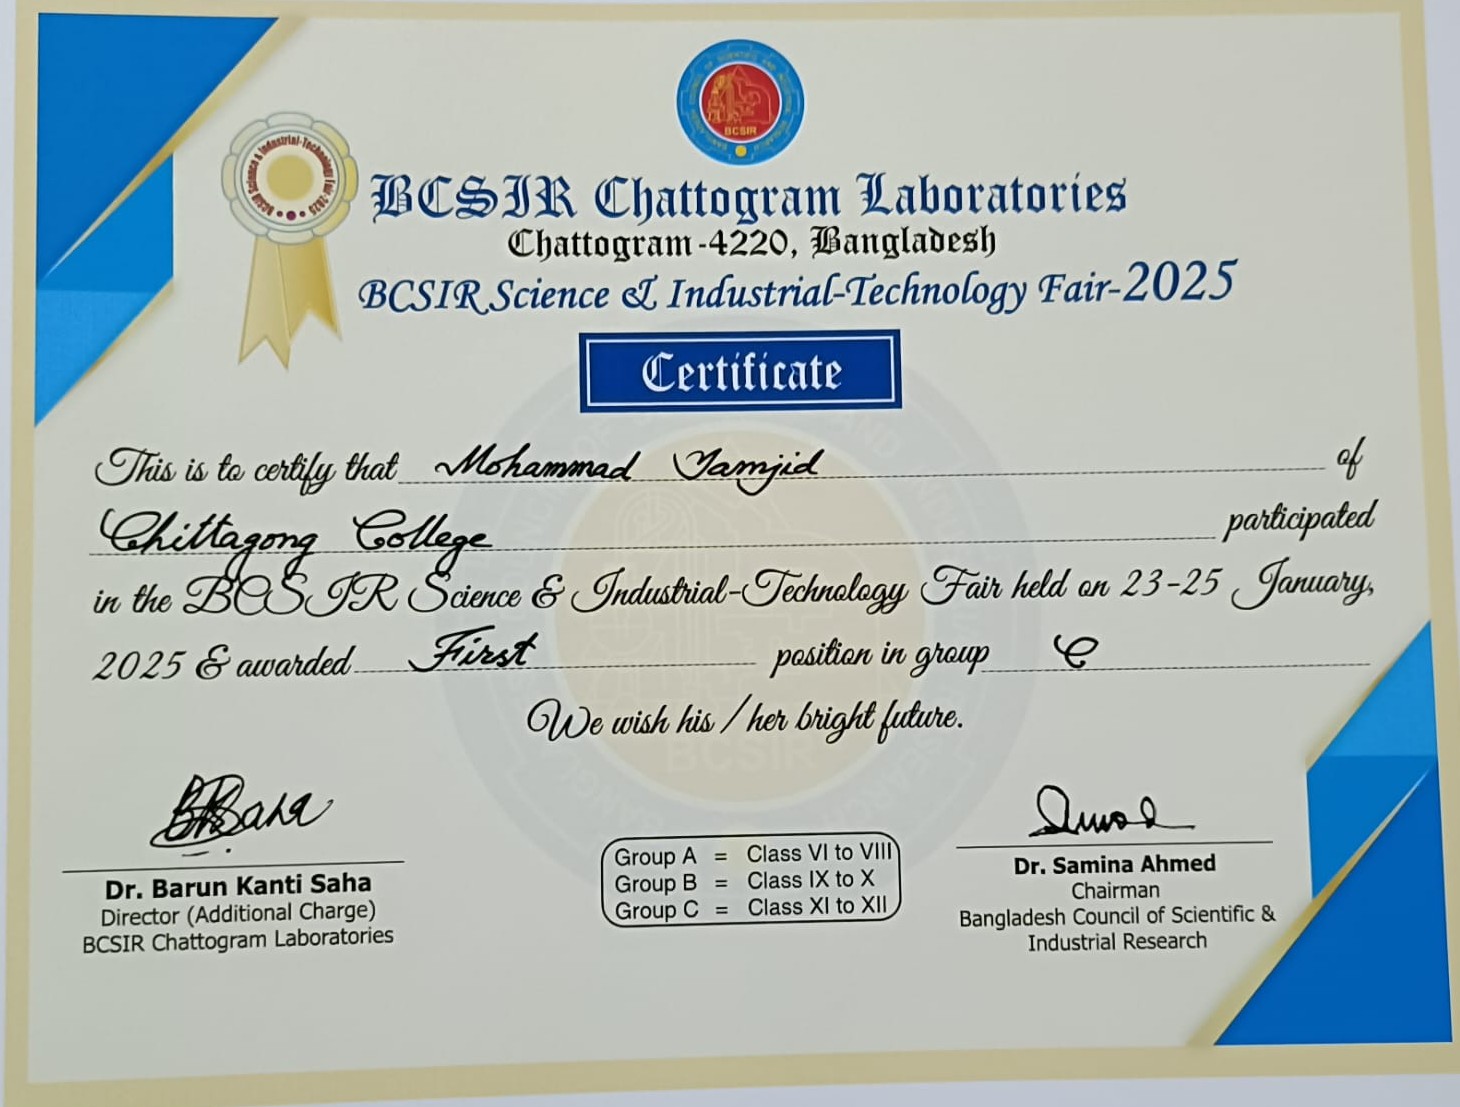 BCSIR Science & Industrial-Technology Fair-2025
BCSIR
BCSIR Chattogram Laboratories
Chattogram-4220, Bangladesh
BCSIR Science & Industrial-Technology Fair-2025
Certificate
This is to certify that Mohammad Tamjid of
Chittagong College participated
in the BCSIR Science & Industrial-Technology Fair held on 23-25 January,
2025 & awarded First position in group C
We wish his / her bright future.
BCSIR
BKSaha
Dr. Barun Kanti Saha
Director (Additional Charge)
BCSIR Chattogram Laboratories
Group A = Class VI to VIII
Group B = Class IX to X
Group C = Class XI to XII
Dr. Samina Ahmed
Chairman
Bangladesh Council of Scientific &
Industrial Research